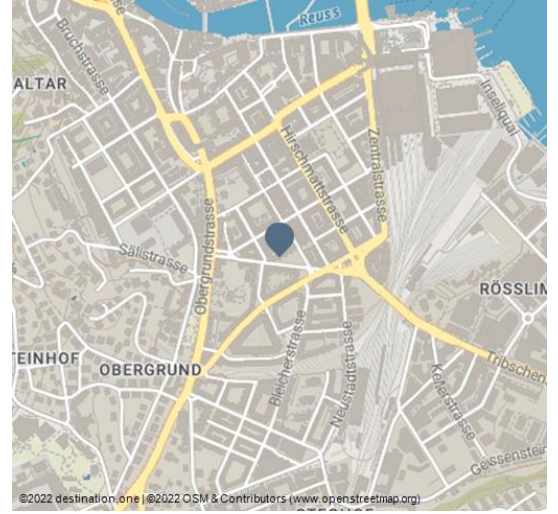 Reuss
Bruchstrasse
ALTAR
Inseliquai
Hirschmattstrasse
Zentralstrasse
Obergrundstrasse
Sälistrasse
RÖSSLIM
TEINHOF
OBERGRUND
Bleicherstrasse
Neustadtstrasse
Tribschen
Kellerstrasse
Geissenstein
©2022 destination.one | ©2022 OSM & Contributors (www.openstreetmap.org)